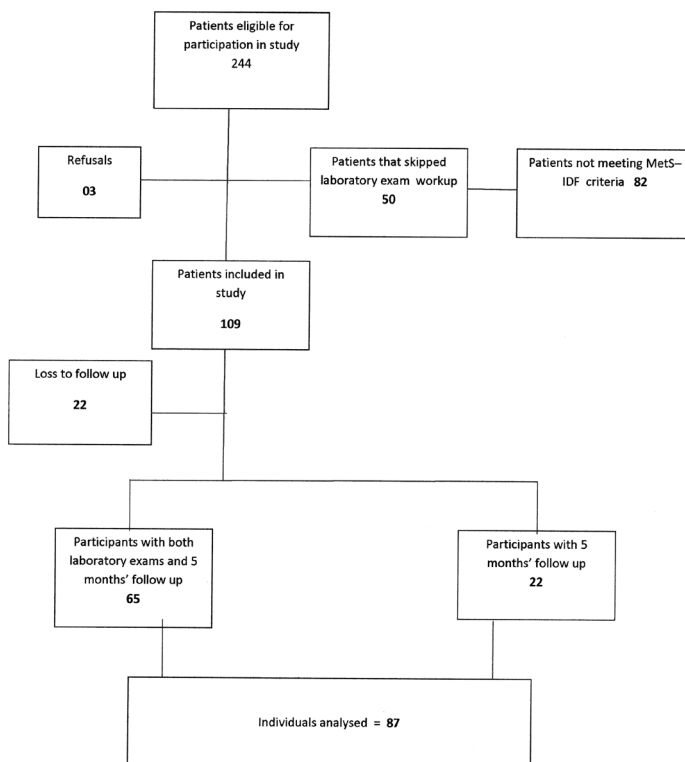 Patients eligible for
participation in study
244
Refusals
03
Patients that skipped
laboratory exam workup
50
Patients not meeting MetS–
IDF criteria 82
Patients included in
study
109
Loss to follow up
22
Participants with both
laboratory exams and 5
months’ follow up
65
Participants with 5
months’ follow up
22
Individuals analysed = 87